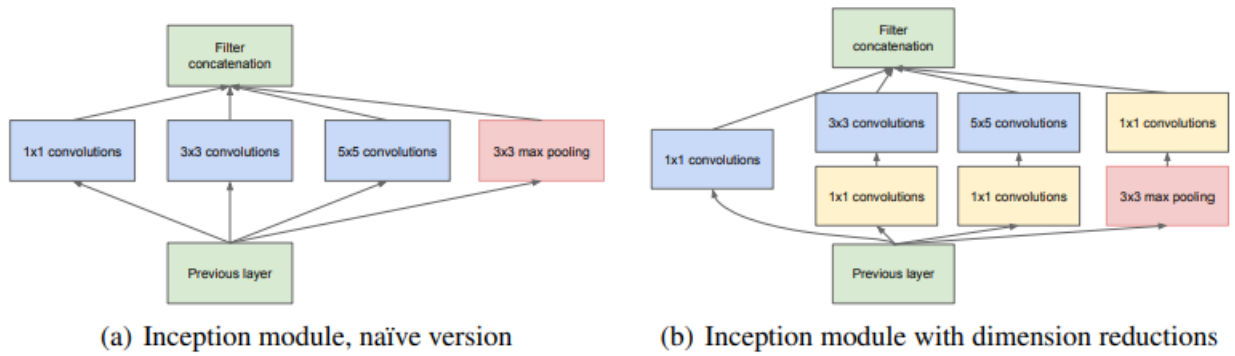 Filter
concatenation
1x1 convolutions
3x3 convolutions
5x5 convolutions
3x3 max pooling
Previous layer
(a) Inception module, naïve version
Filter
concatenation
3x3 convolutions
5x5 convolutions
1x1 convolutions
1x1 convolutions
1x1 convolutions
1x1 convolutions
3x3 max pooling
Previous layer
(b) Inception module with dimension reductions